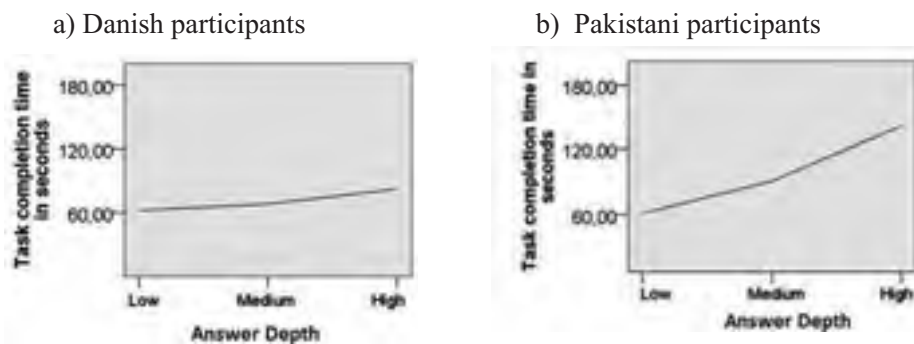 a) Danish participants
Task completion time
in seconds
180,00
120,00
60,00
Low
Medium
High
Answer Depth
b) Pakistani participants
Task completion time in
seconds
180,00
120,00
60,00
Low
Medium
High
Answer Depth